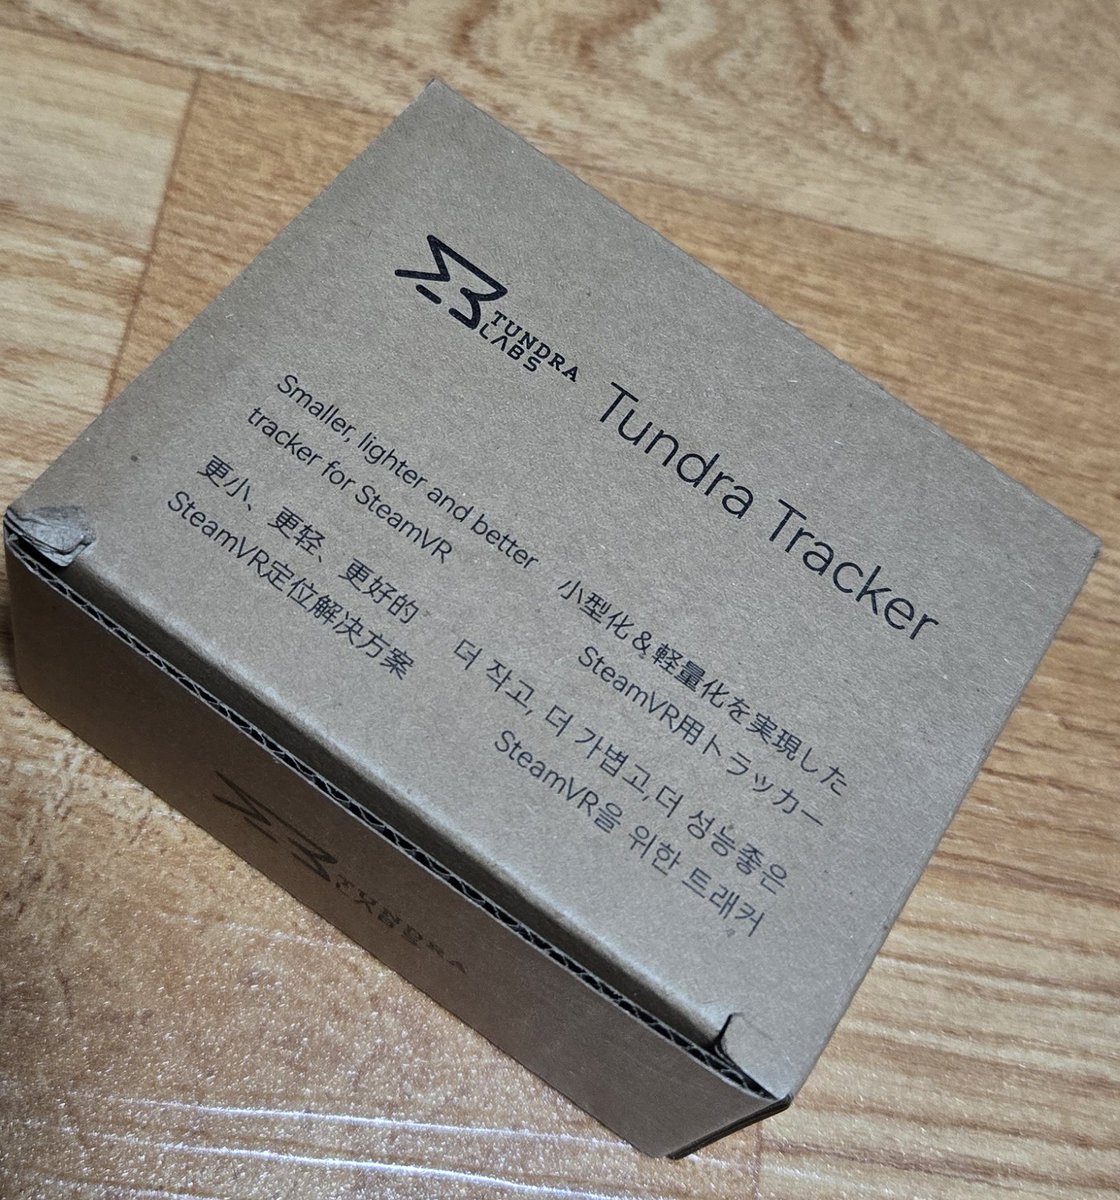 TUNDRA
LABS
Tundra Tracker
Smaller, lighter and better
tracker for SteamVR
小型化&軽量化を実現した
SteamVR用トラッカー
更小、更轻、更好的
SteamVR定位解决方案
더 작고, 더 가볍고,더 성능좋은
SteamVR을 위한 트래커
TUNDRA
LABS